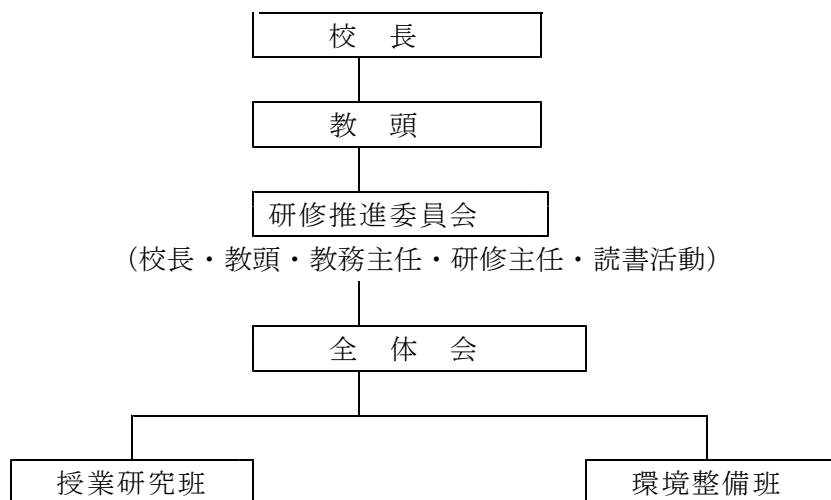 校　長
教　頭
研修推進委員会
（校長・教頭・教務主任・研修主任・読書活動）
全　体　会
授業研究班　環境整備班